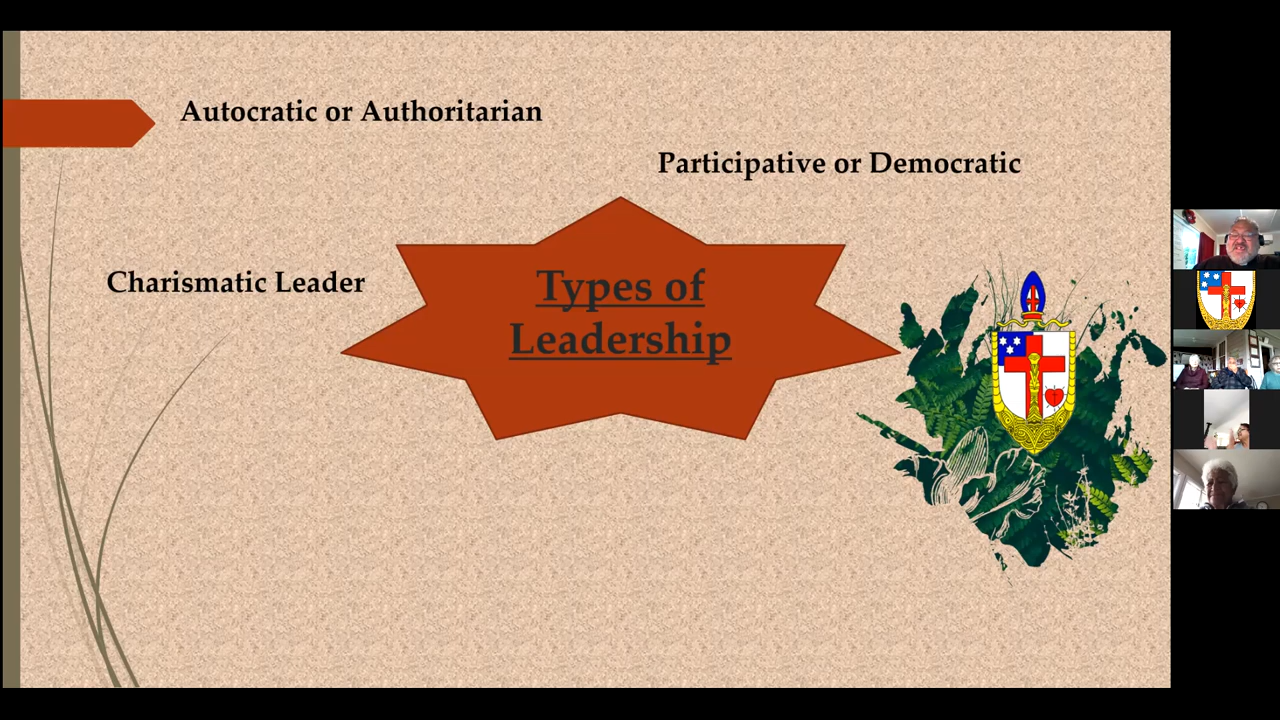 Autocratic or Authoritarian
Participative or Democratic
Charismatic Leader
Types of
Leadership